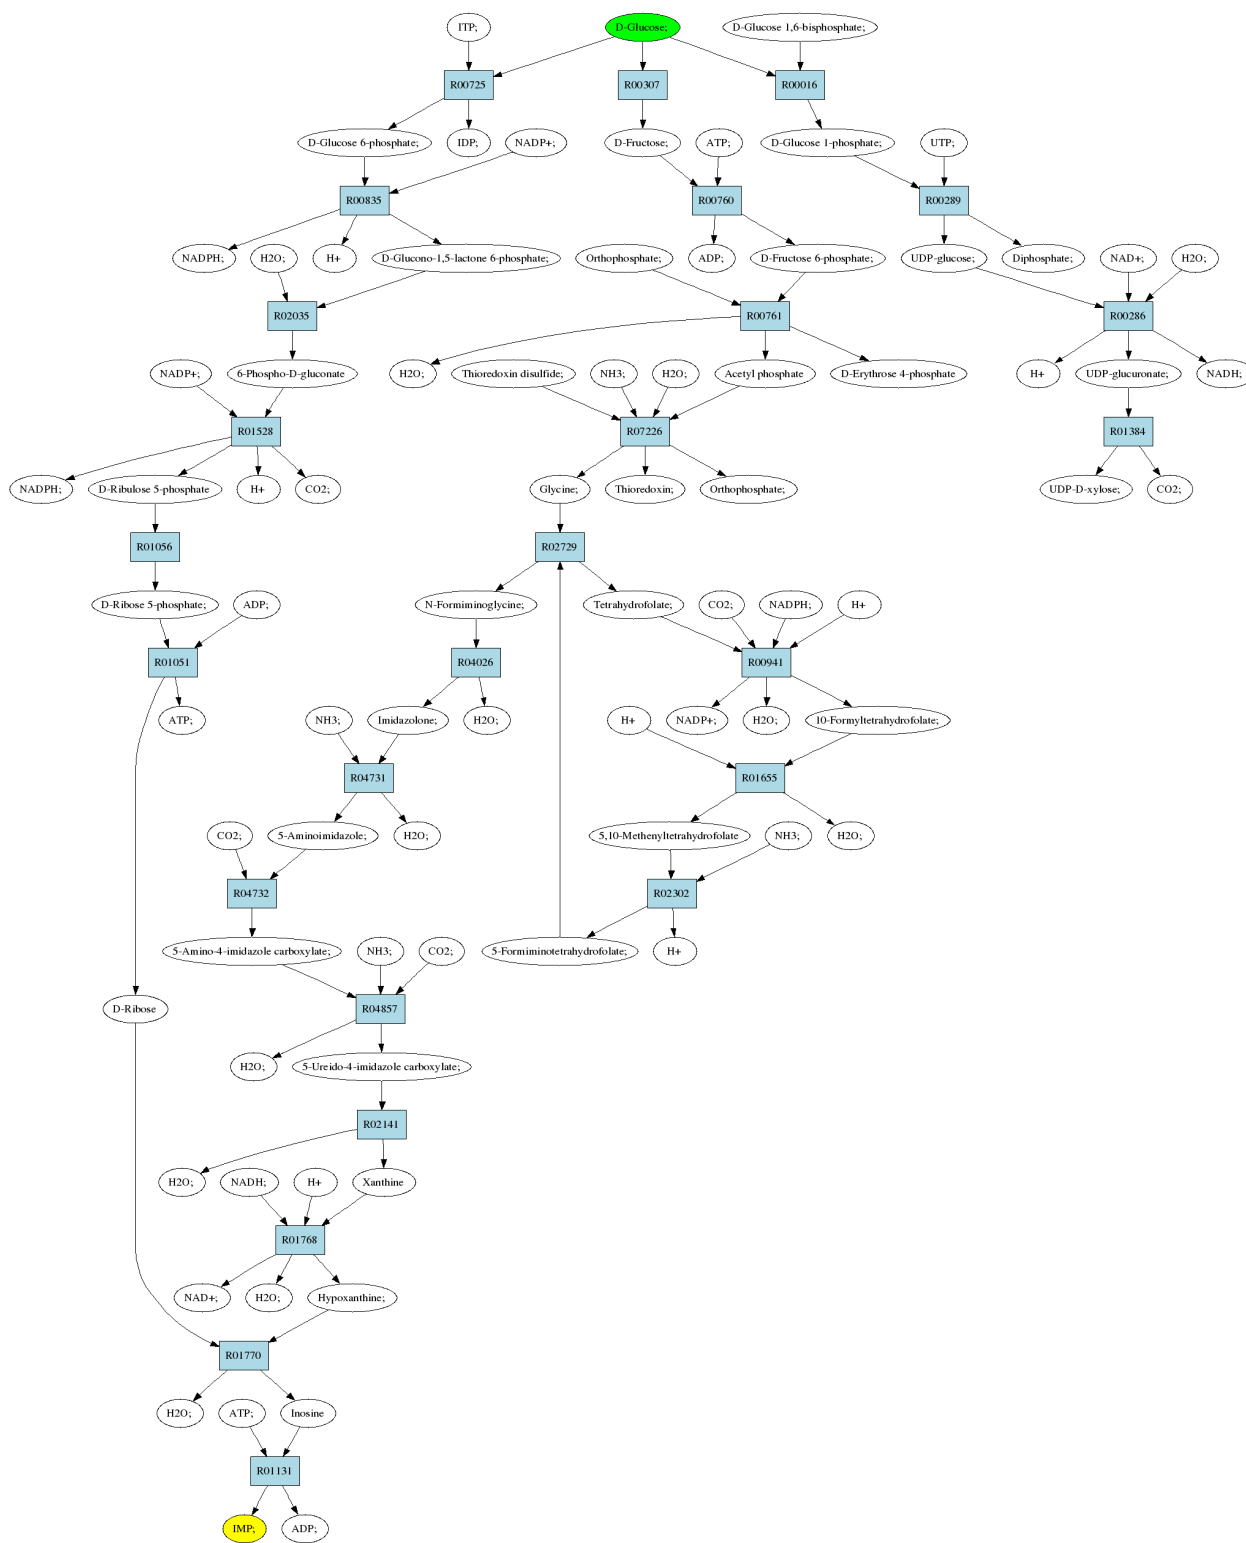 ITP;
D-Glucose;
D-Glucose 1,6-bisphosphate;
R00725
R00307
R00016
D-Glucose 6-phosphate;
IDP;
NADP+;
D-Fructose;
ATP;
D-Glucose 1-phosphate;
UTP;
R00835
R00760
R00289
NADPH;
H2O;
H+
D-Glucono-1,5-lactone 6-phosphate;
Orthophosphate;
ADP;
D-Fructose 6-phosphate;
UDP-glucose;
Diphosphate;
NAD+;
H2O;
R02035
R00761
R00286
NADP+;
6-Phospho-D-gluconate
H2O;
Thioredoxin disulfide;
NH3;
H2O;
Acetyl phosphate
D-Erythrose 4-phosphate
H+
UDP-glucuronate;
NADH;
R01528
R07226
R01384
NADPH;
D-Ribulose 5-phosphate
H+
CO2;
Glycine;
Thioredoxin;
Orthophosphate;
UDP-D-xylose;
CO2;
R01056
R02729
D-Ribose 5-phosphate;
ADP;
N-Formiminoglycine;
Tetrahydrofolate;
CO2;
NADPH;
H+
R01051
R04026
R00941
ATP;
NH3;
Imidazolone;
H2O;
H+
NADP+;
H2O;
10-Formyltetrahydrofolate;
R04731
R01655
CO2;
5-Aminoimidazole;
H2O;
5,10-Methenyltetrahydrofolate
NH3;
H2O;
R04732
R02302
5-Amino-4-imidazole carboxylate;
NH3;
CO2;
5-Formiminotetrahydrofolate;
H+
D-Ribose
R04857
H2O;
5-Ureido-4-imidazole carboxylate;
R02141
H2O;
NADH;
H+
Xanthine
R01768
NAD+;
H2O;
Hypoxanthine;
R01770
H2O;
ATP;
Inosine
R01131
IMP;
ADP;